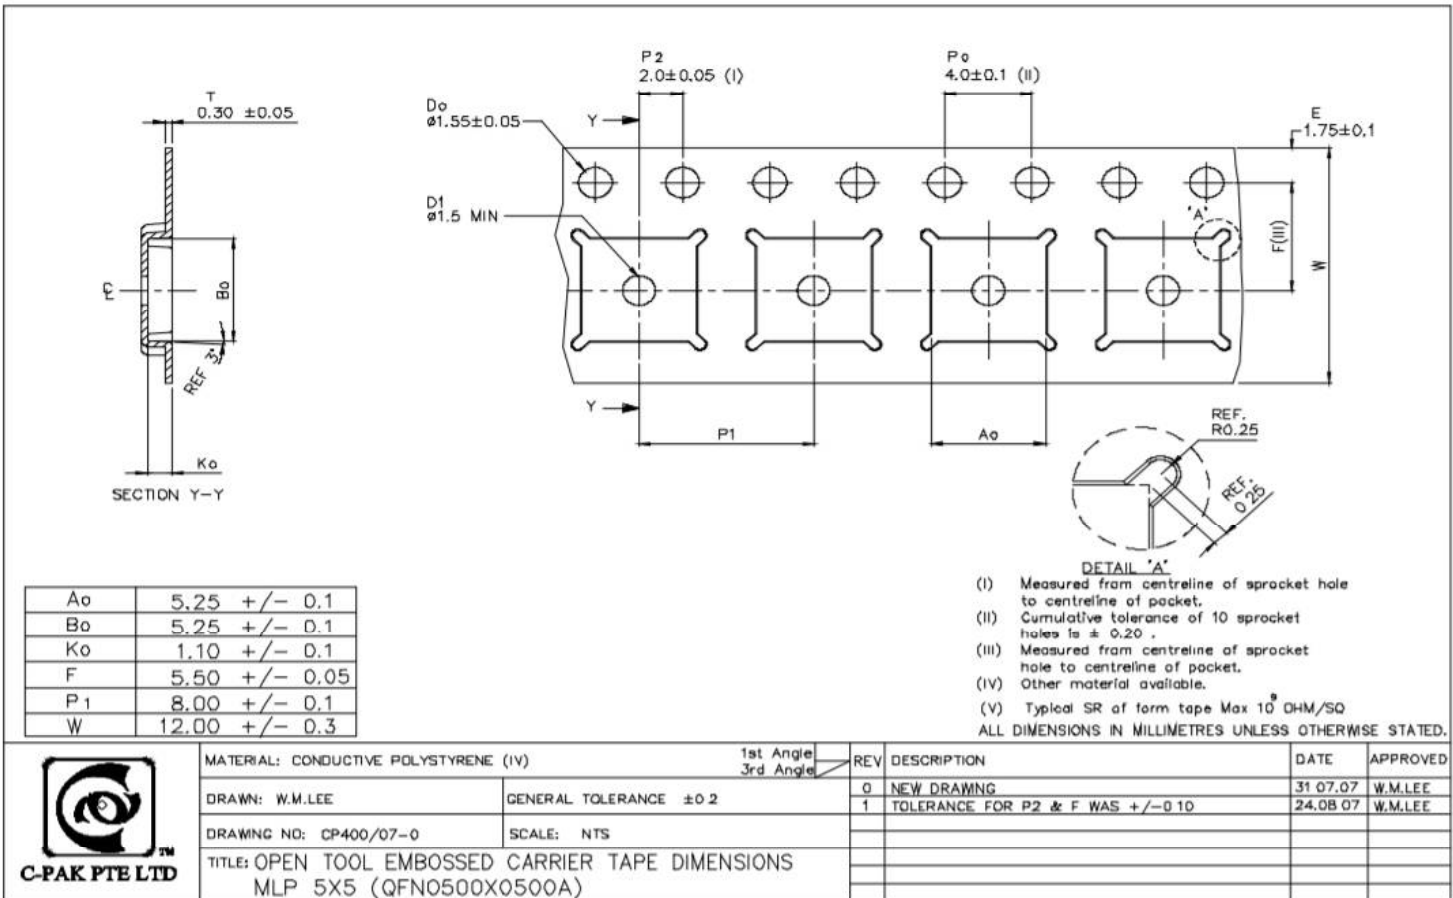 P2
2.0±0.05 (I)
Po
4.0±0.1 (II)
T
0.30 ±0.05
Do
ø1.55±0.05
Y
E
1.75±0.1
D1
ø1.5 MIN
"A"
F(III)
W
Bo
REF 3°
Ko
SECTION Y-Y
Y
P1
Ao
REF.
R0.25
REF.
0.25
DETAIL "A"
(I) Measured from centreline of sprocket hole
to centreline of pocket.
(II) Cumulative tolerance of 10 sprocket
holes is ± 0.20 .
(III) Measured from centreline of sprocket
hole to centreline of pocket.
(IV) Other material available.
(V) Typical SR of form tape Max 10⁹ OHM/SQ
ALL DIMENSIONS IN MILLIMETRES UNLESS OTHERWISE STATED.
Ao 5.25 +/- 0.1
Bo 5.25 +/- 0.1
Ko 1.10 +/- 0.1
F 5.50 +/- 0.05
P1 8.00 +/- 0.1
W 12.00 +/- 0.3
TM
C-PAK PTE LTD
MATERIAL: CONDUCTIVE POLYSTYRENE (IV)
1st Angle
3rd Angle
DRAWN: W.M.LEE GENERAL TOLERANCE ±0.2
DRAWING NO: CP400/07-0 SCALE: NTS
TITLE: OPEN TOOL EMBOSSED CARRIER TAPE DIMENSIONS
MLP 5X5 (QFN0500X0500A)
REV DESCRIPTION DATE APPROVED
0 NEW DRAWING 31.07.07 W.M.LEE
1 TOLERANCE FOR P2 & F WAS +/-0.10 24.08.07 W.M.LEE